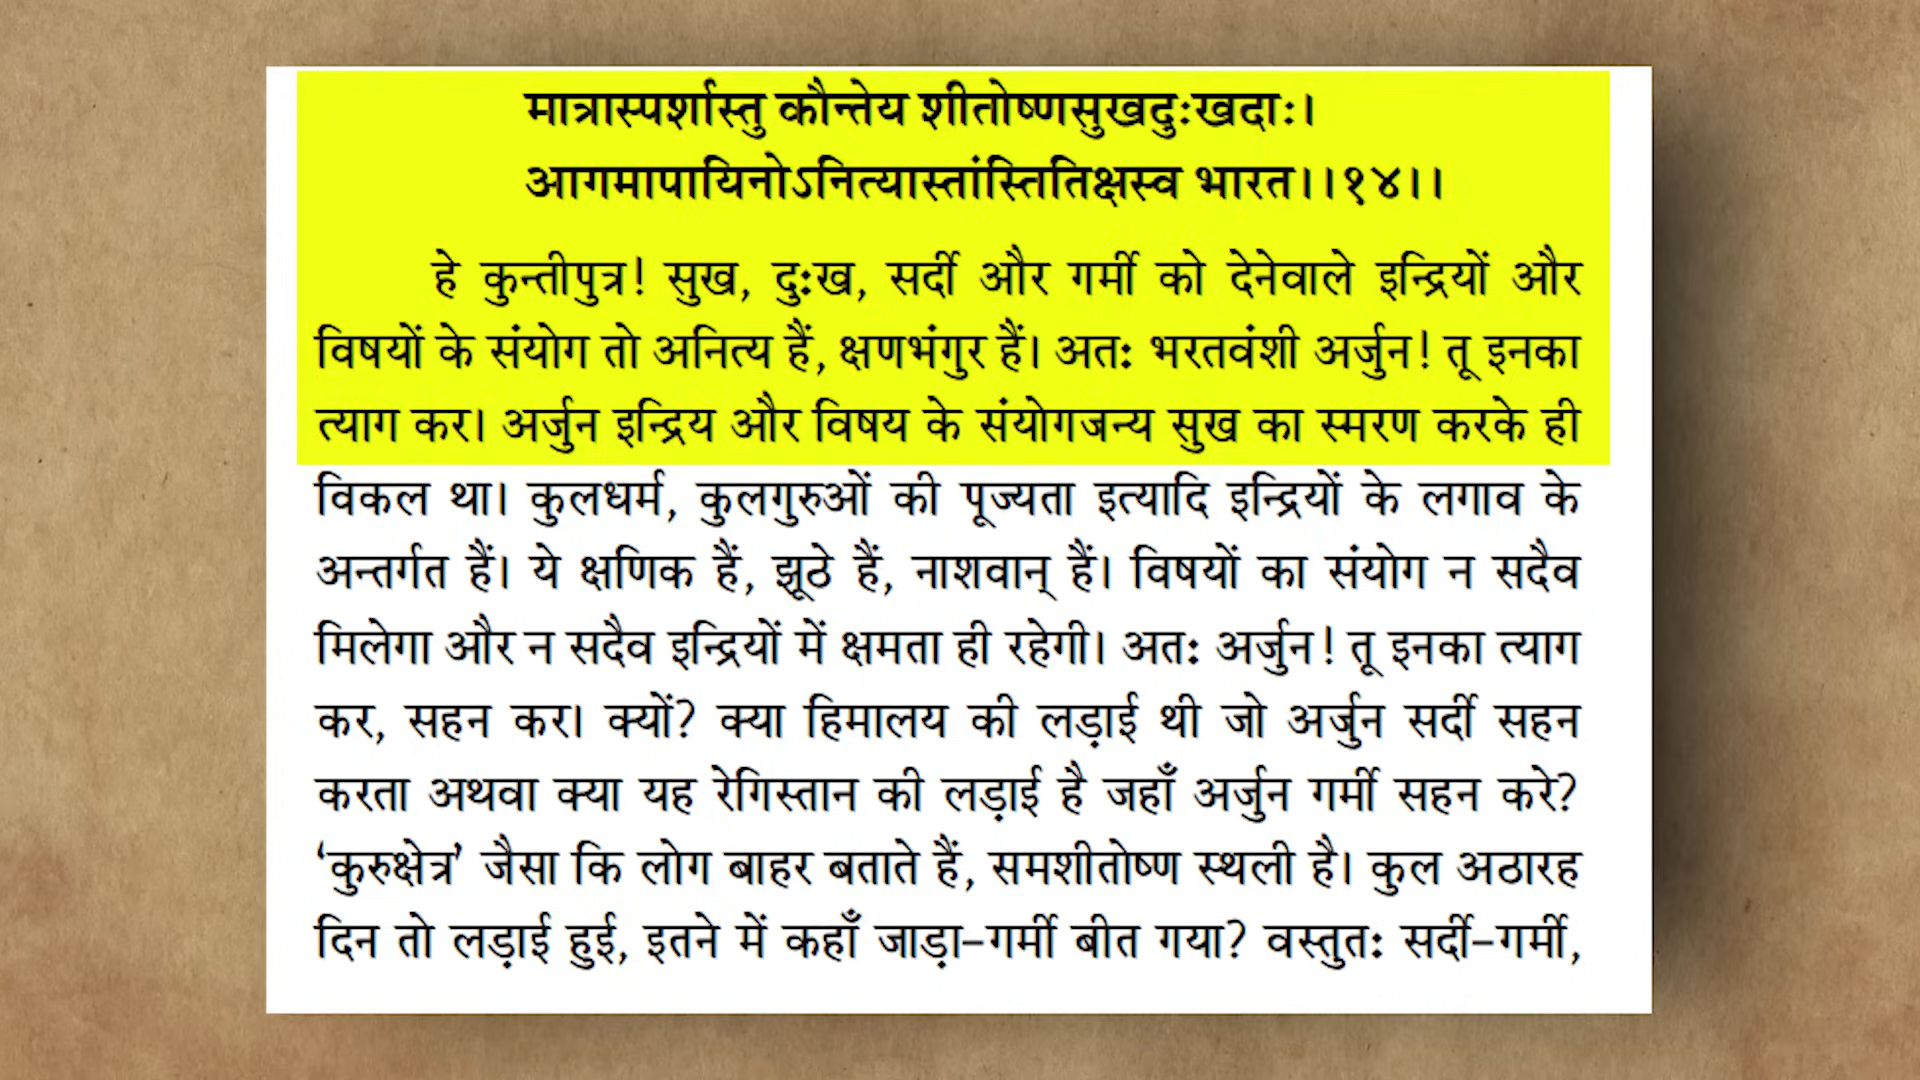 मात्रास्पर्शास्तु कौन्तेय शीतोष्णसुखदुःखदाः।
आगमापायिनोऽनित्यास्तांस्तितिक्षस्व भारत।।१४।।
हे कुन्तीपुत्र! सुख, दुःख, सर्दी और गर्मी को देनेवाले इन्द्रियों और
विषयों के संयोग तो अनित्य हैं, क्षणभंगुर हैं। अतः भरतवंशी अर्जुन! तू इनका
त्याग कर। अर्जुन इन्द्रिय और विषय के संयोगजन्य सुख का स्मरण करके ही
विकल था। कुलधर्म, कुलगुरुओं की पूज्यता इत्यादि इन्द्रियों के लगाव के
अन्तर्गत हैं। ये क्षणिक हैं, झूठे हैं, नाशवान् हैं। विषयों का संयोग न सदैव
मिलेगा और न सदैव इन्द्रियों में क्षमता ही रहेगी। अतः अर्जुन! तू इनका त्याग
कर, सहन कर। क्यों? क्या हिमालय की लड़ाई थी जो अर्जुन सर्दी सहन
करता अथवा क्या यह रेगिस्तान की लड़ाई है जहाँ अर्जुन गर्मी सहन करे?
‘कुरुक्षेत्र’ जैसा कि लोग बाहर बताते हैं, समशीतोष्ण स्थली है। कुल अठारह
दिन तो लड़ाई हुई, इतने में कहाँ जाड़ा–गर्मी बीत गया? वस्तुतः सर्दी–गर्मी,